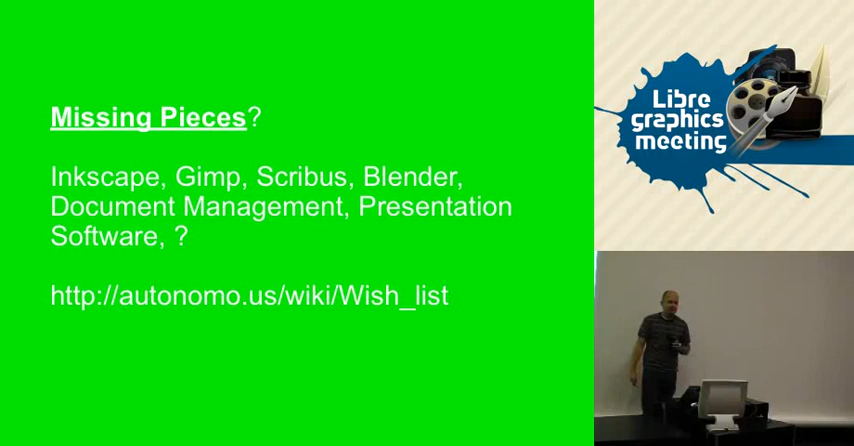 Missing Pieces?
Inkscape, Gimp, Scribus, Blender,
Document Management, Presentation
Software, ?
http://autonomo.us/wiki/Wish_list
Libre
graphics
meeting